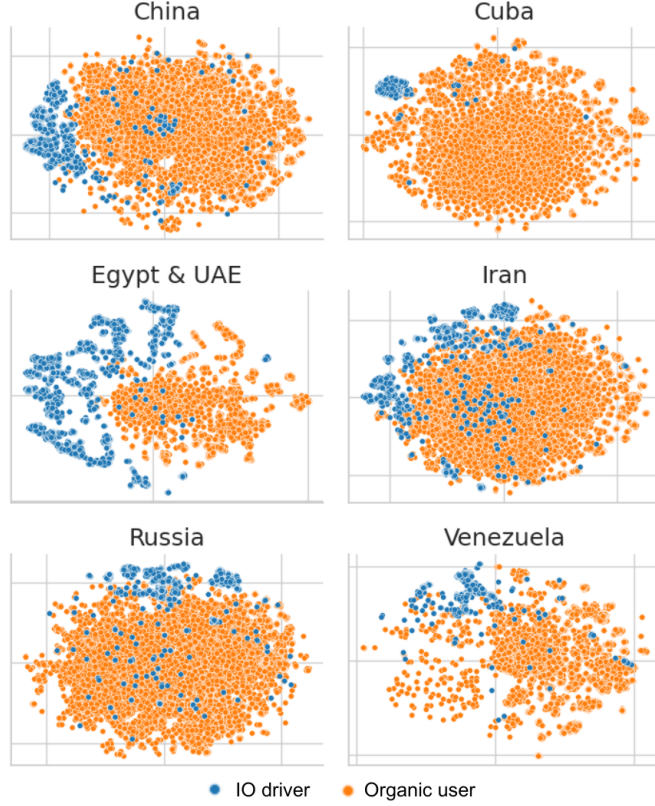 China
Cuba
Egypt & UAE
Iran
Russia
Venezuela
IO driver
Organic user